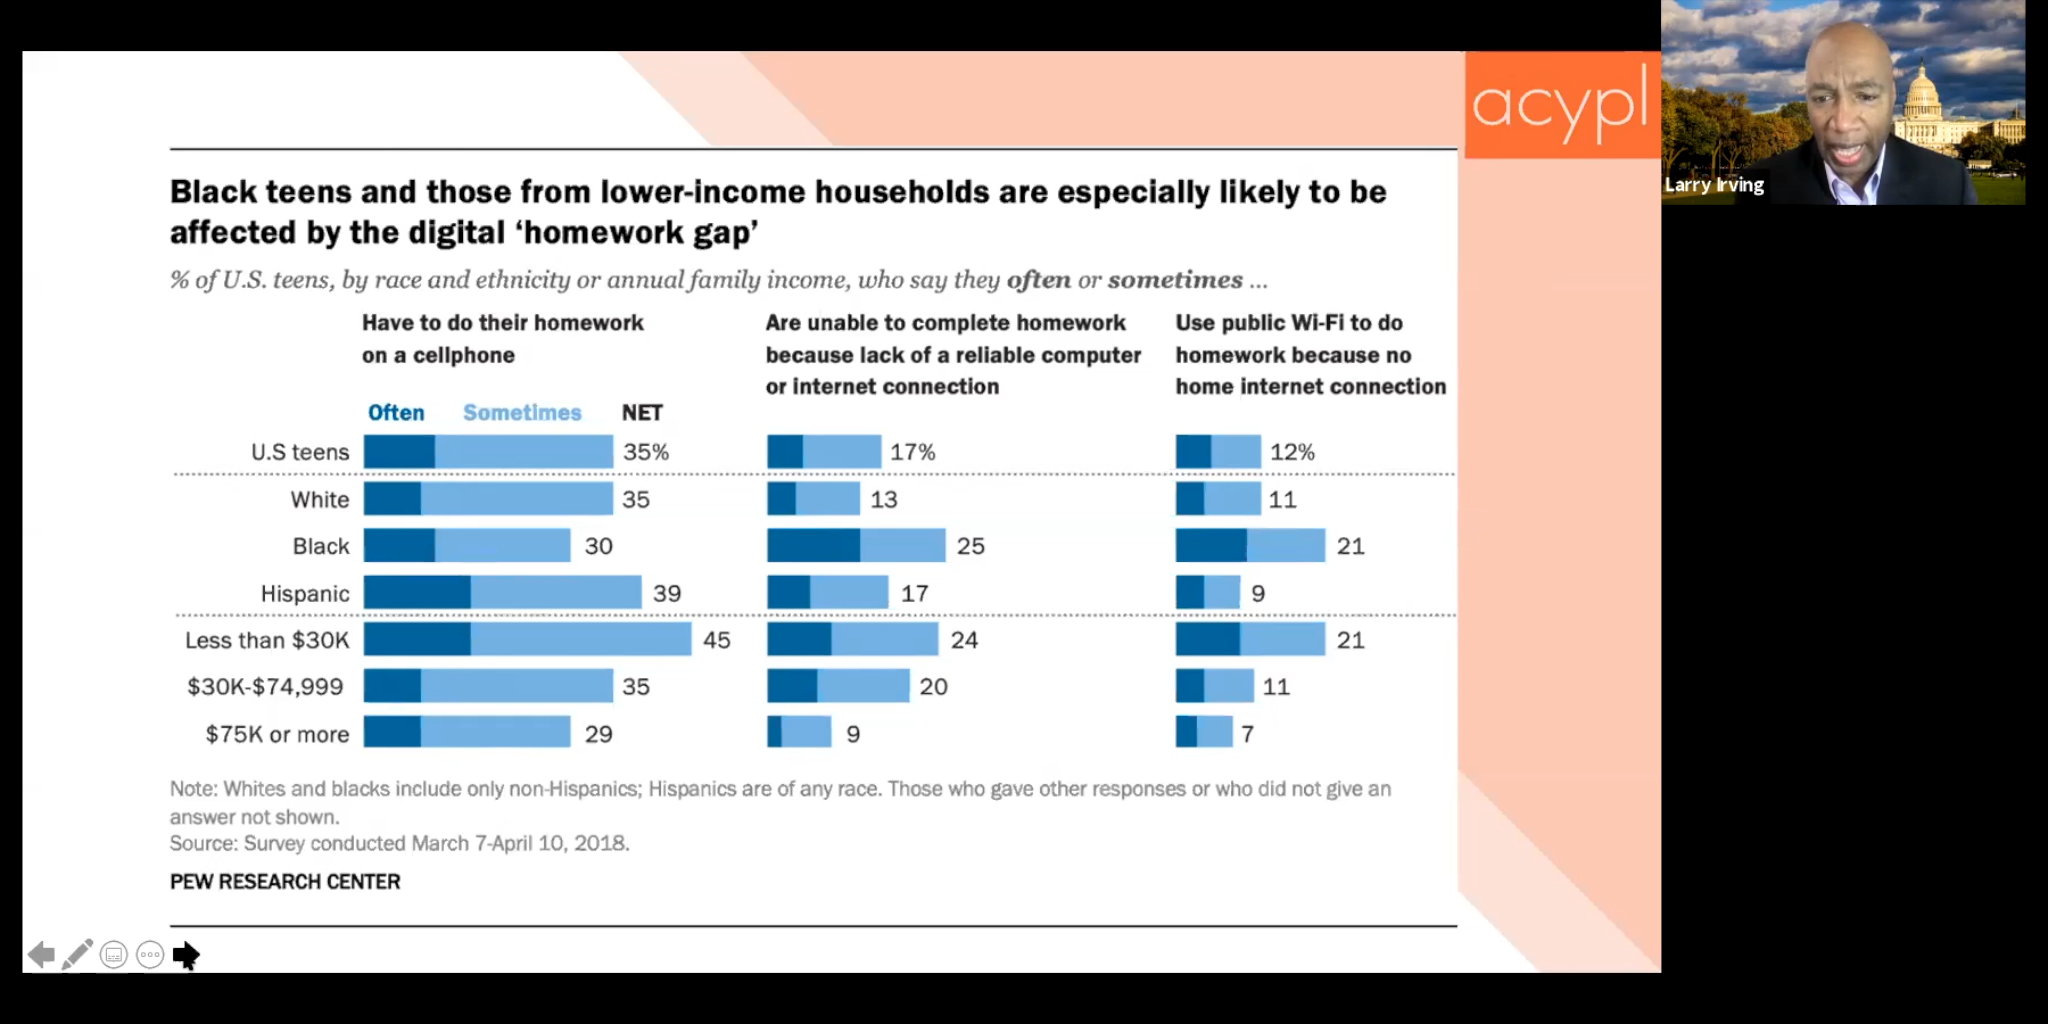 acypl
Larry Irving
Black teens and those from lower-income households are especially likely to be
affected by the digital ‘homework gap’
% of U.S. teens, by race and ethnicity or annual family income, who say they often or sometimes ...
Have to do their homework
on a cellphone
Are unable to complete homework
because lack of a reliable computer
or internet connection
Use public Wi-Fi to do
homework because no
home internet connection
Often Sometimes NET
U.S teens 35% 17% 12%
White 35 13 11
Black 30 25 21
Hispanic 39 17 9
Less than $30K 45 24 21
$30K-$74,999 35 20 11
$75K or more 29 9 7
Note: Whites and blacks include only non-Hispanics; Hispanics are of any race. Those who gave other responses or who did not give an
answer not shown.
Source: Survey conducted March 7-April 10, 2018.
PEW RESEARCH CENTER